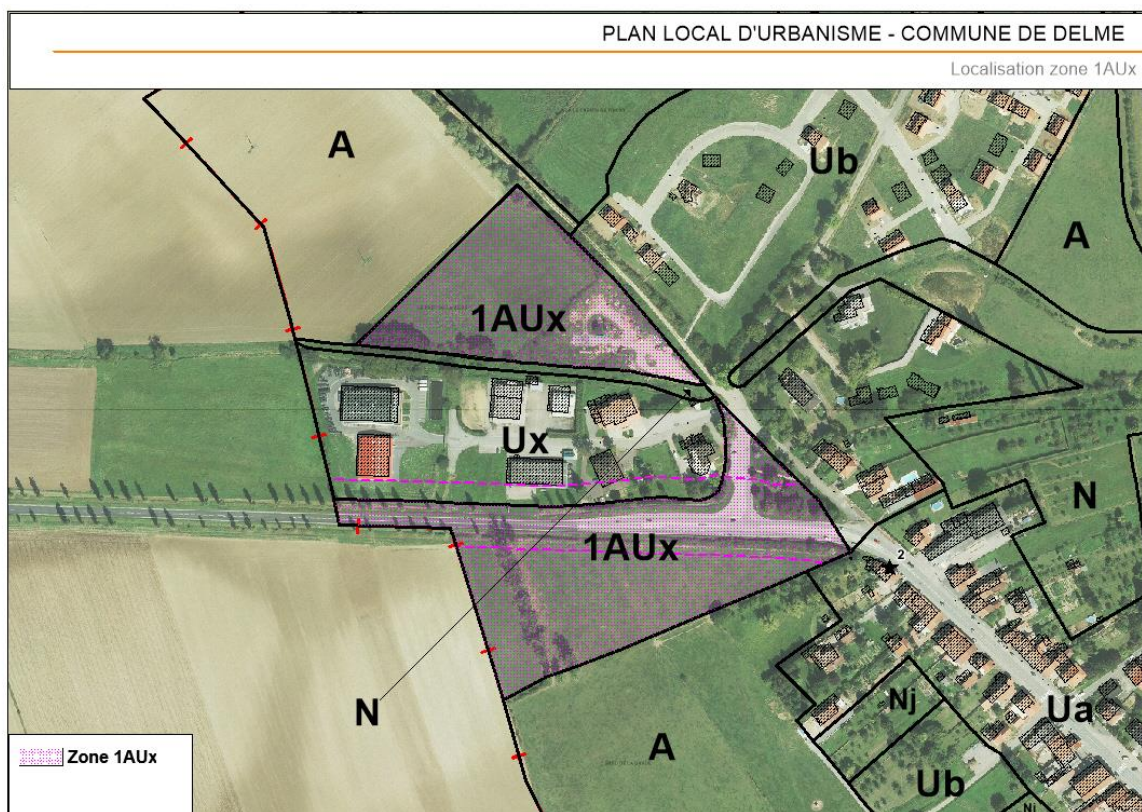 PLAN LOCAL D'URBANISME - COMMUNE DE DELME
Localisation zone 1AUx
A
Ub
A
1AUx
Ux
N
1AUx
2
N
A
Nj
Ua
Ub
Nj
Zone 1AUx